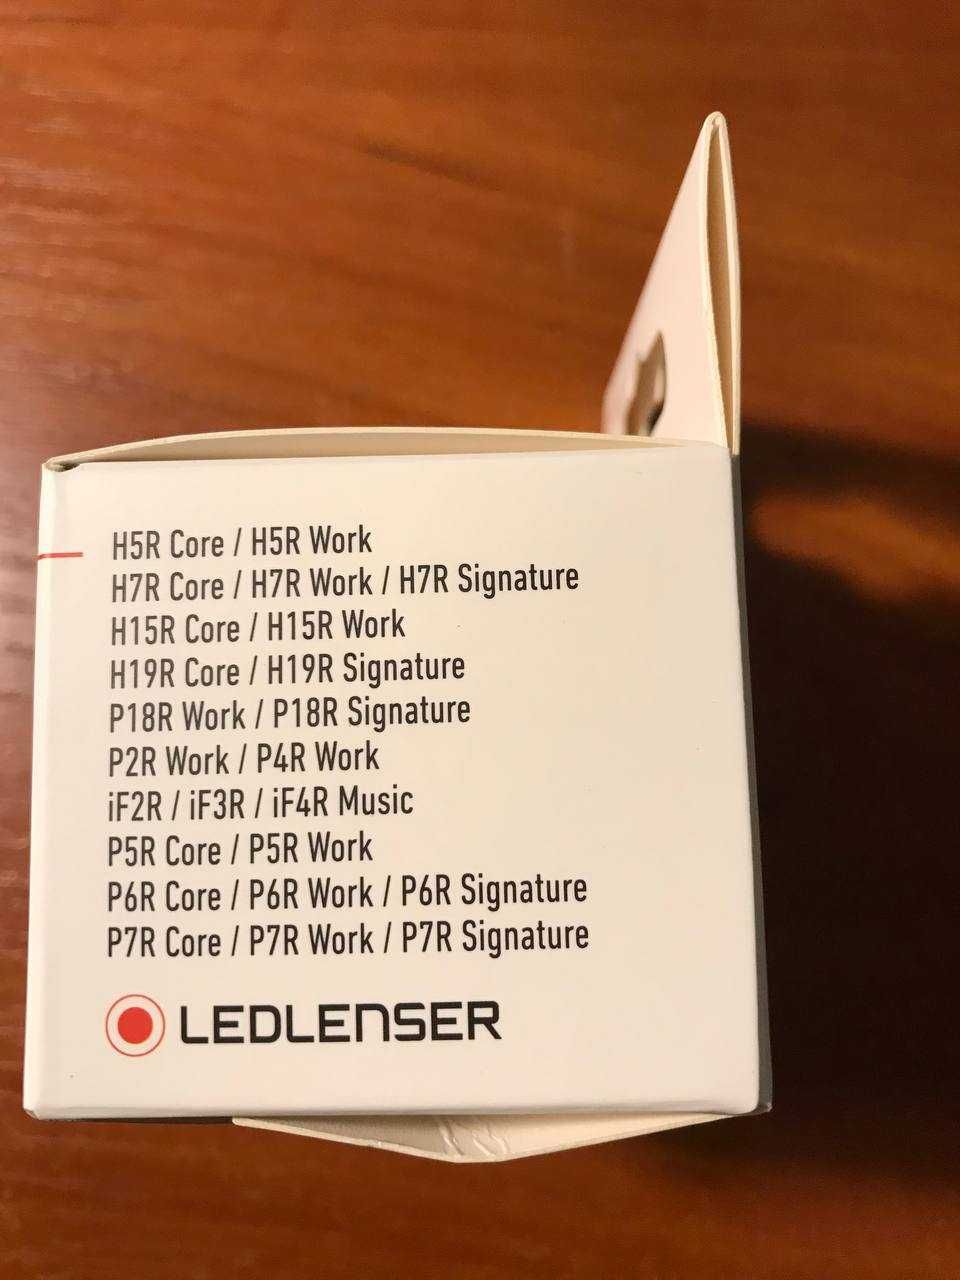 H5R Core / H5R Work
H7R Core / H7R Work / H7R Signature
H15R Core / H15R Work
H19R Core / H19R Signature
P18R Work / P18R Signature
P2R Work / P4R Work
iF2R / iF3R / iF4R Music
P5R Core / P5R Work
P6R Core / P6R Work / P6R Signature
P7R Core / P7R Work / P7R Signature
LEDLENSER